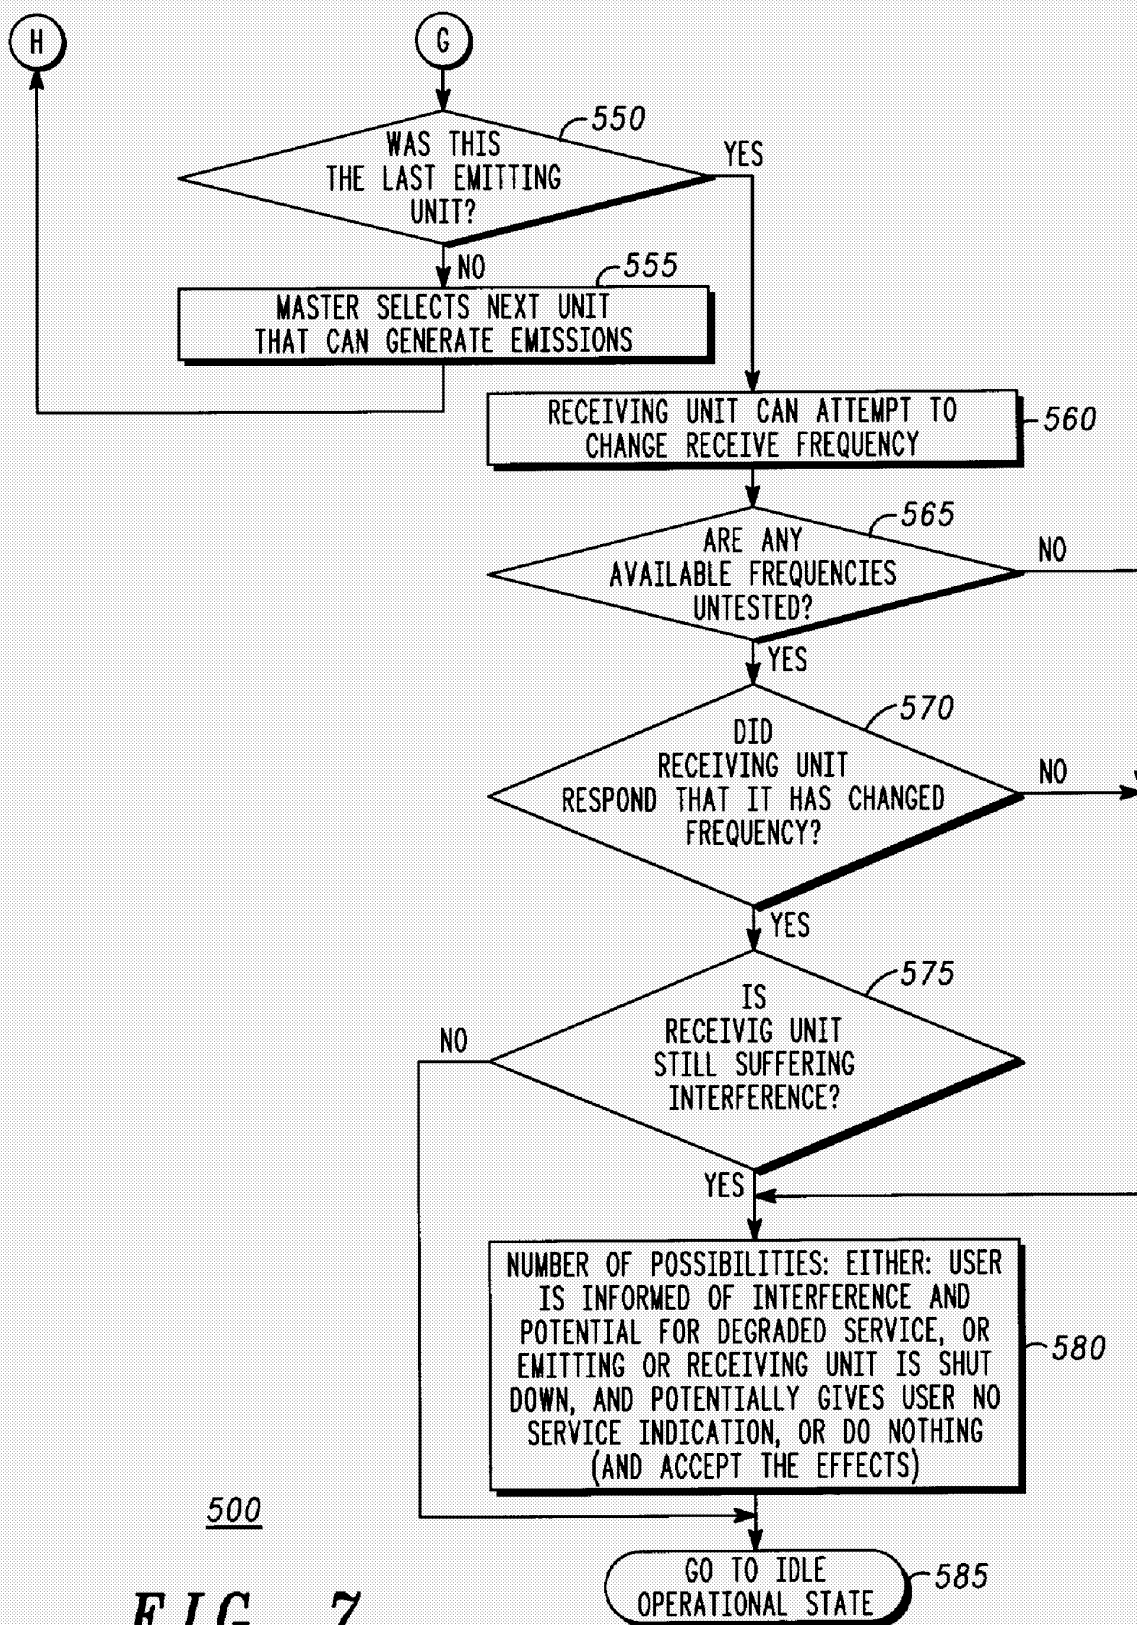 H
G
550
WAS THIS
THE LAST EMITTING
UNIT?
YES
NO
555
MASTER SELECTS NEXT UNIT
THAT CAN GENERATE EMISSIONS
RECEIVING UNIT CAN ATTEMPT TO
CHANGE RECEIVE FREQUENCY
560
565
ARE ANY
AVAILABLE FREQUENCIES
UNTESTED?
NO
YES
570
DID
RECEIVING UNIT
RESPOND THAT IT HAS CHANGED
FREQUENCY?
NO
YES
575
IS
RECEIVIG UNIT
STILL SUFFERING
INTERFERENCE?
NO
YES
NUMBER OF POSSIBILITIES: EITHER: USER
IS INFORMED OF INTERFERENCE AND
POTENTIAL FOR DEGRADED SERVICE, OR
EMITTING OR RECEIVING UNIT IS SHUT
DOWN, AND POTENTIALLY GIVES USER NO
SERVICE INDICATION, OR DO NOTHING
(AND ACCEPT THE EFFECTS)
580
500
GO TO IDLE
OPERATIONAL STATE
585
FIG. 7